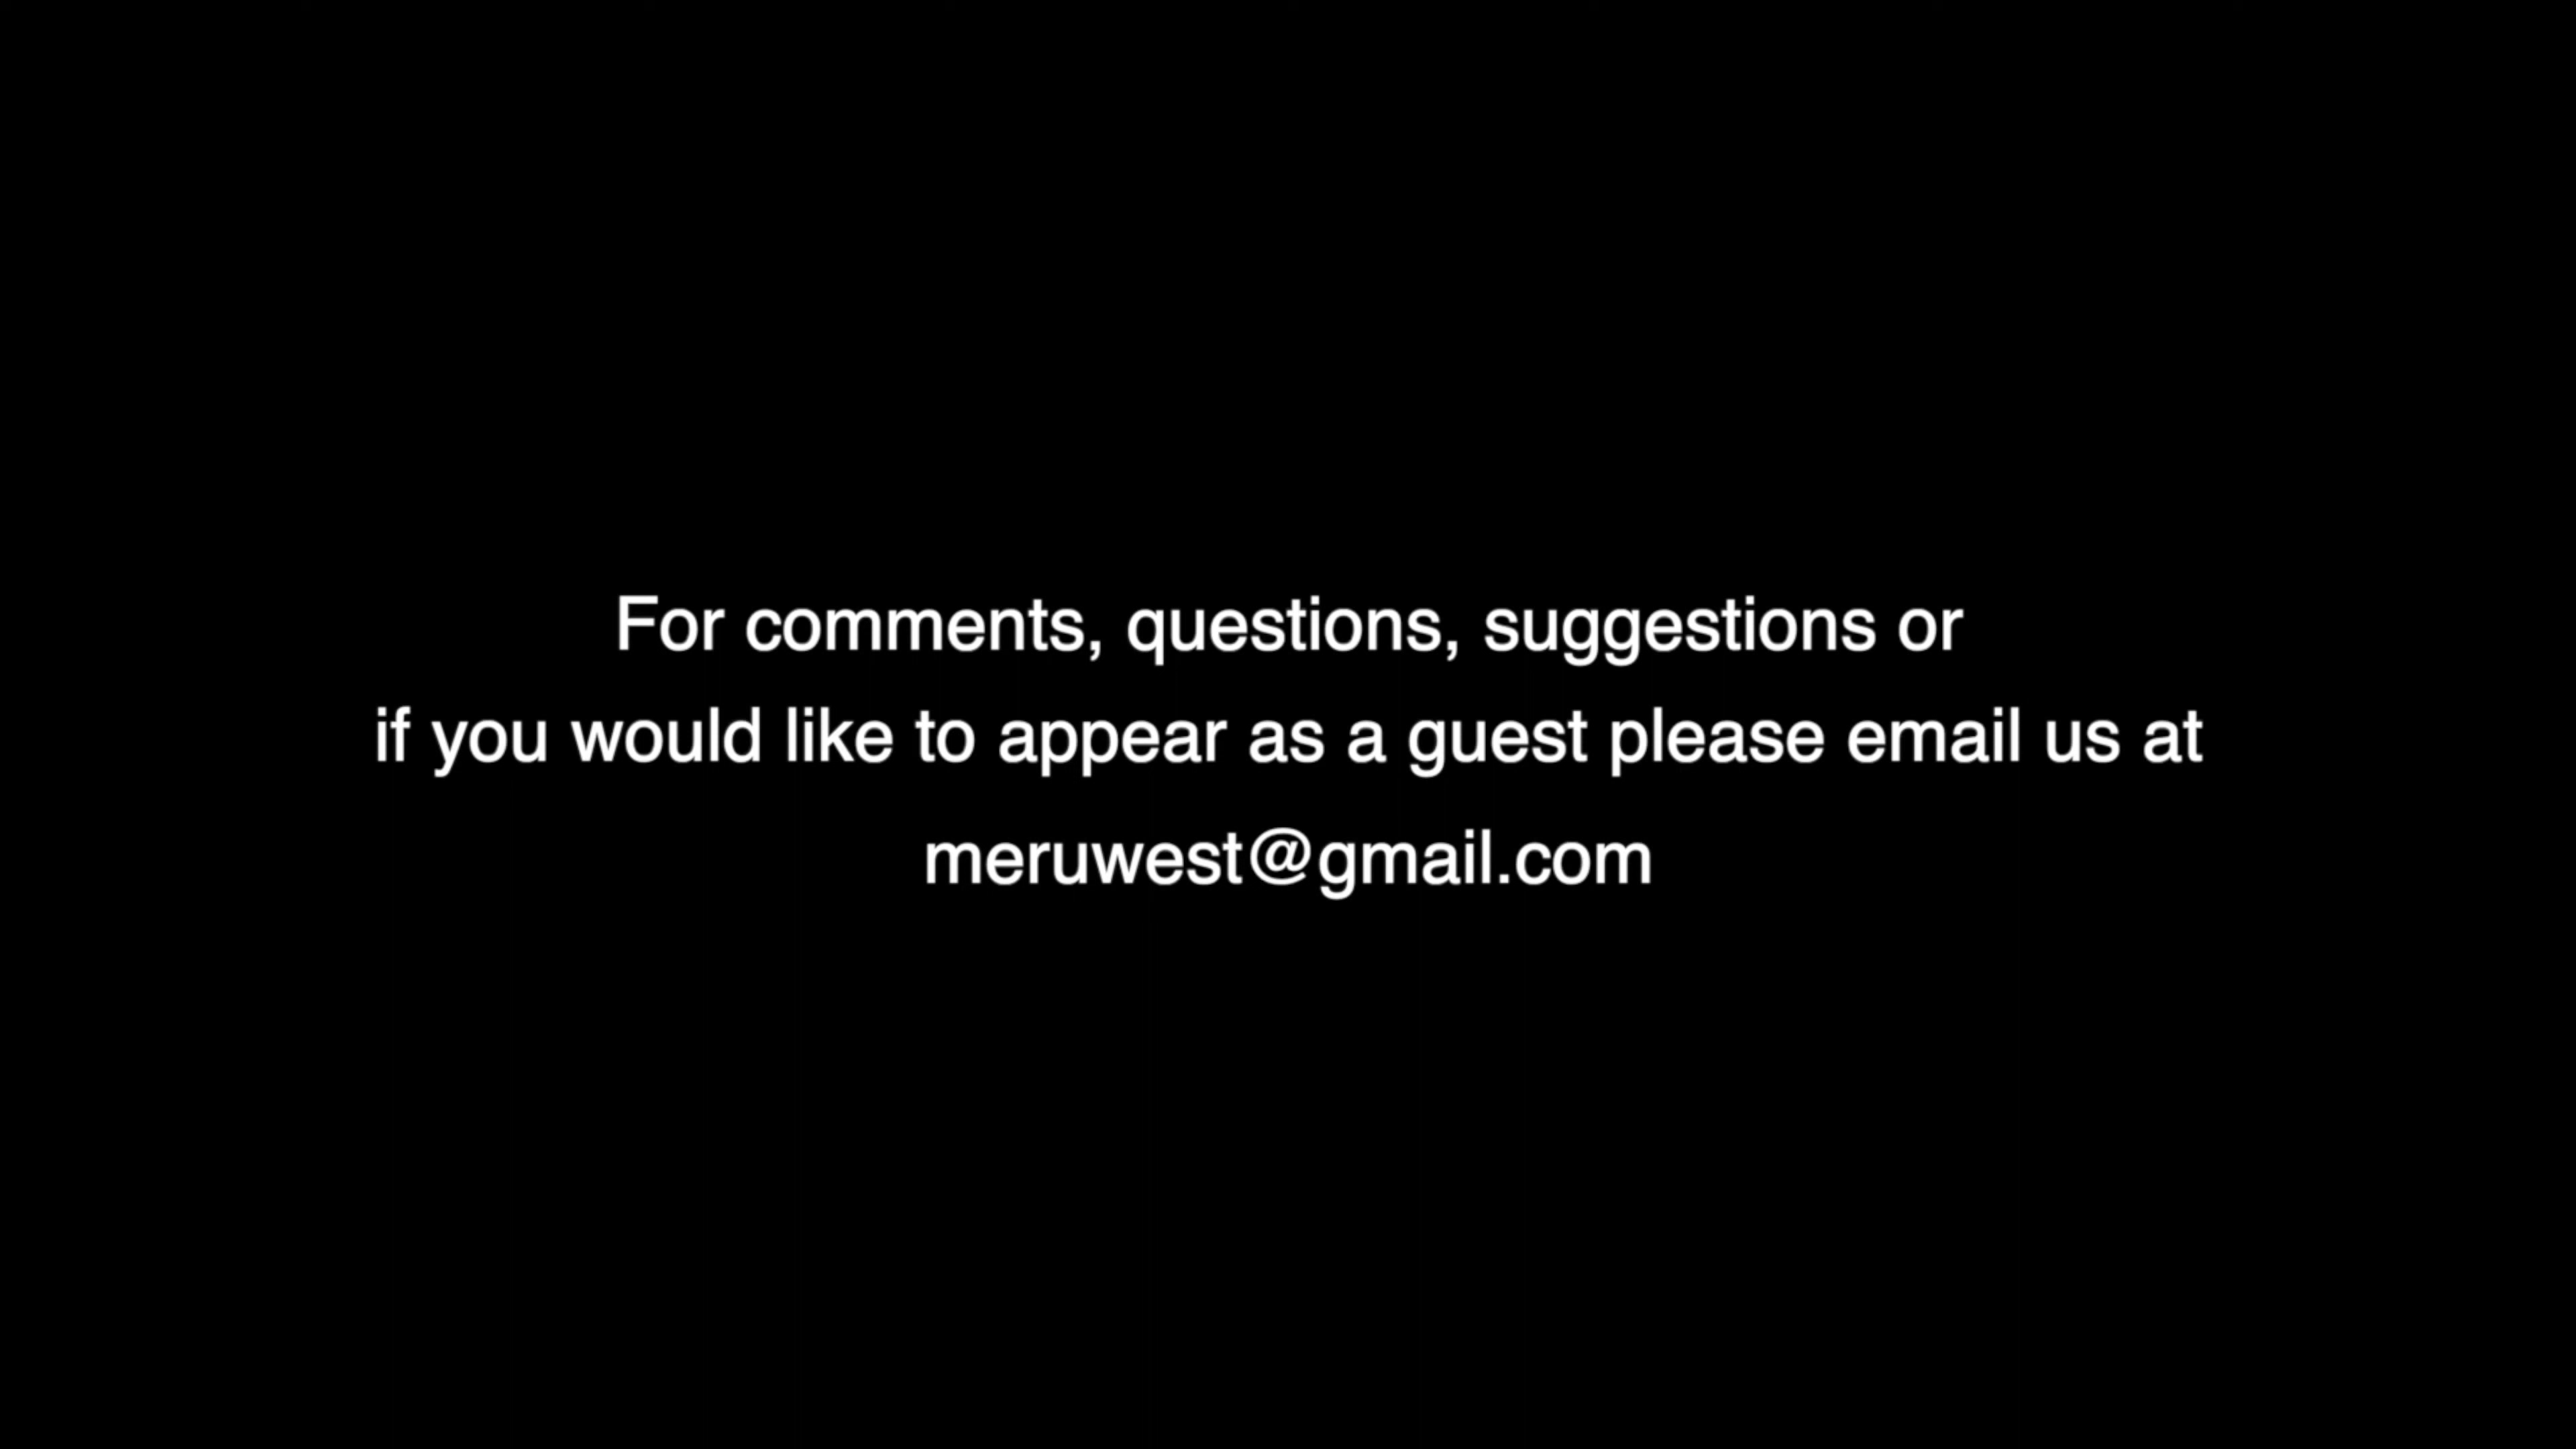 For comments, questions, suggestions or
if you would like to appear as a guest please email us at
meruwest@gmail.com